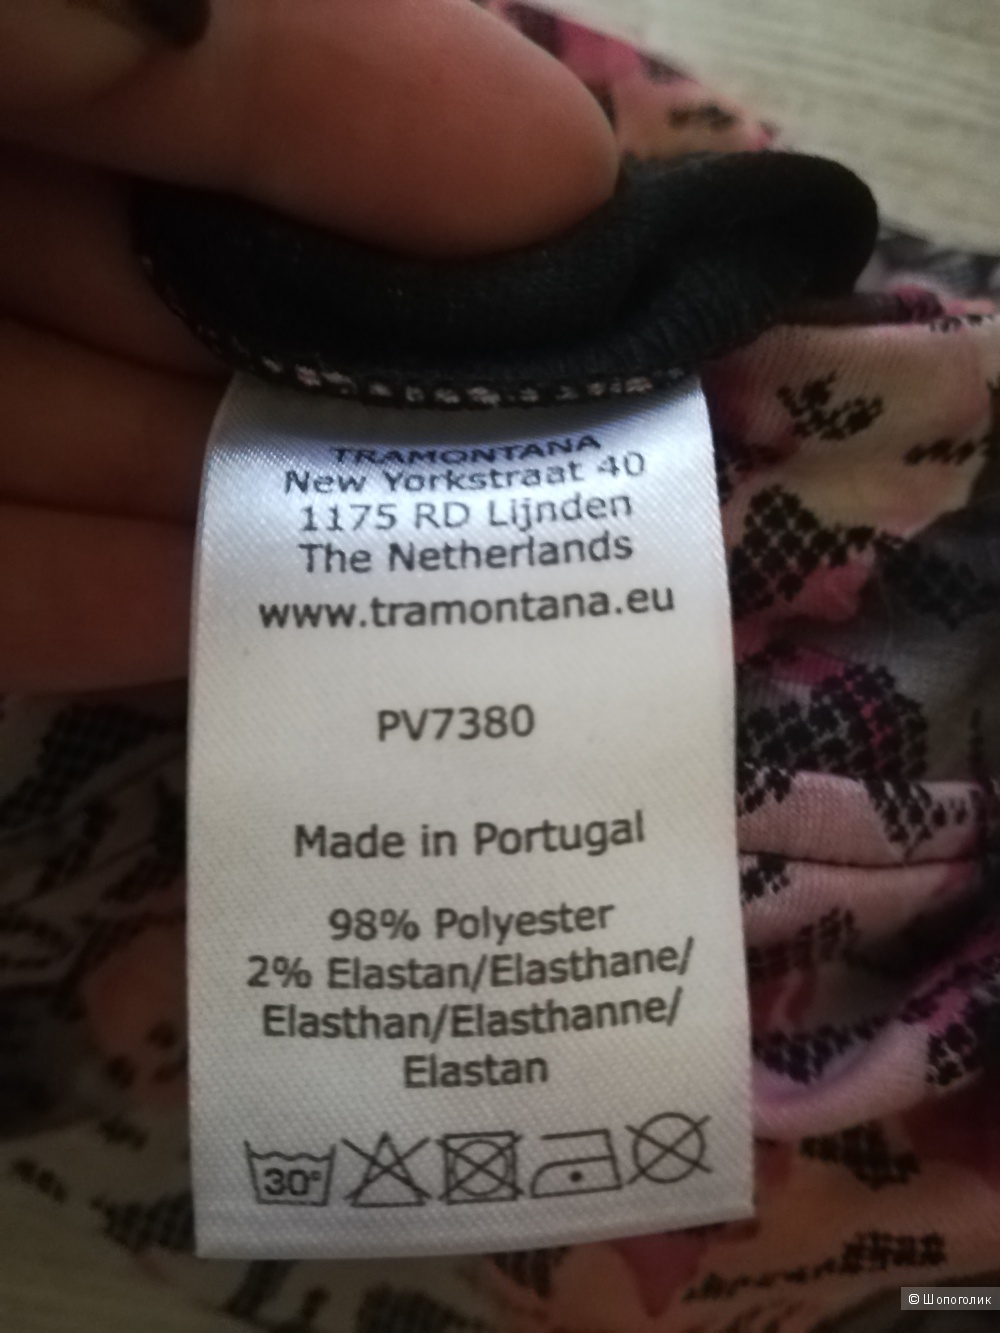 TRAMONTANA
New Yorkstraat 40
1175 RD Lijnden
The Netherlands
www.tramontana.eu
PV7380
Made in Portugal
98% Polyester
2% Elastan/Elasthane/
Elasthan/Elasthanne/
Elastan
30°
© Шопоголик